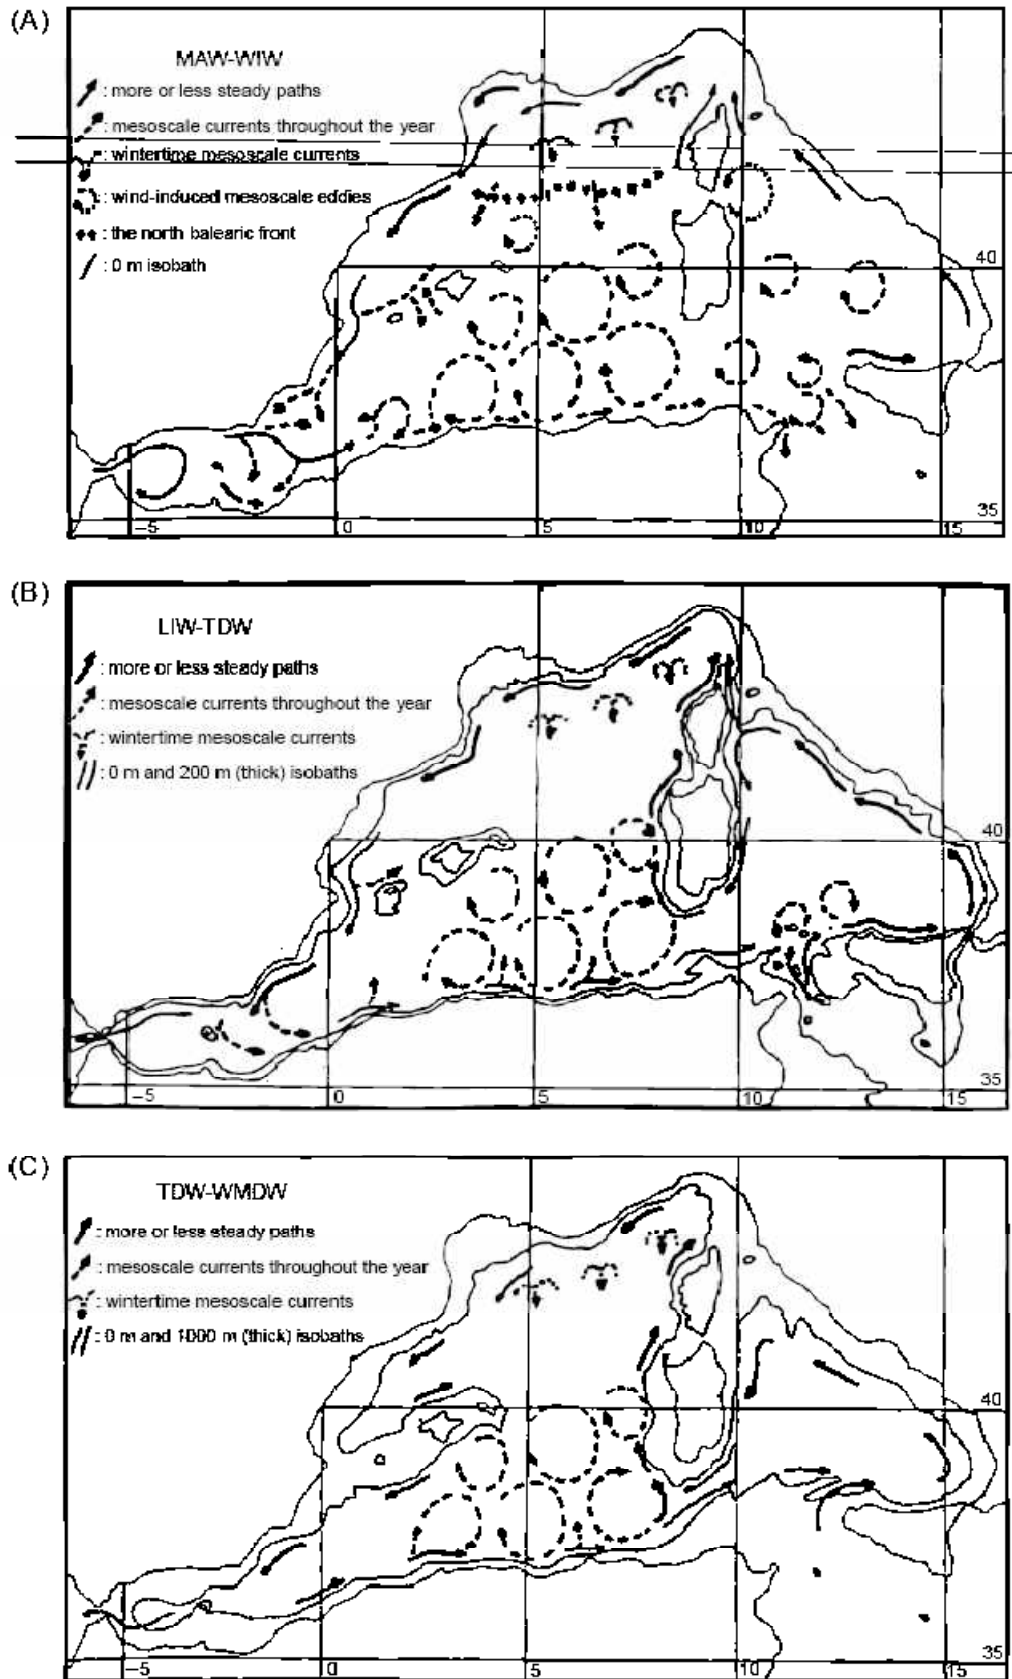 (A)
MAW-WIW
: more or less steady paths
: mesoscale currents throughout the year
: wintertime mesoscale currents
: wind-induced mesoscale eddies
: the north balearic front
: 0 m isobath
40
35
-5
0
5
10
15
(B)
LIW-TDW
: more or less steady paths
: mesoscale currents throughout the year
: wintertime mesoscale currents
: 0 m and 200 m (thick) isobaths
40
35
-5
0
5
10
15
(C)
TDW-WMDW
: more or less steady paths
: mesoscale currents throughout the year
: wintertime mesoscale currents
: 0 m and 1000 m (thick) isobaths
40
35
-5
0
5
10
15